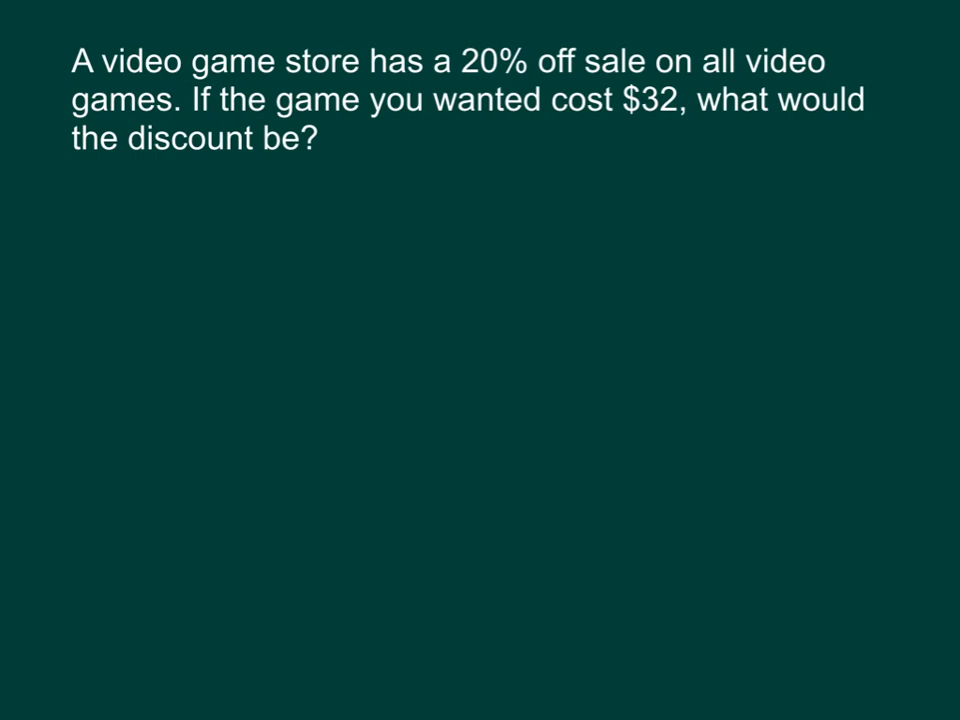 A video game store has a 20% off sale on all video
games. If the game you wanted cost $32, what would
the discount be?